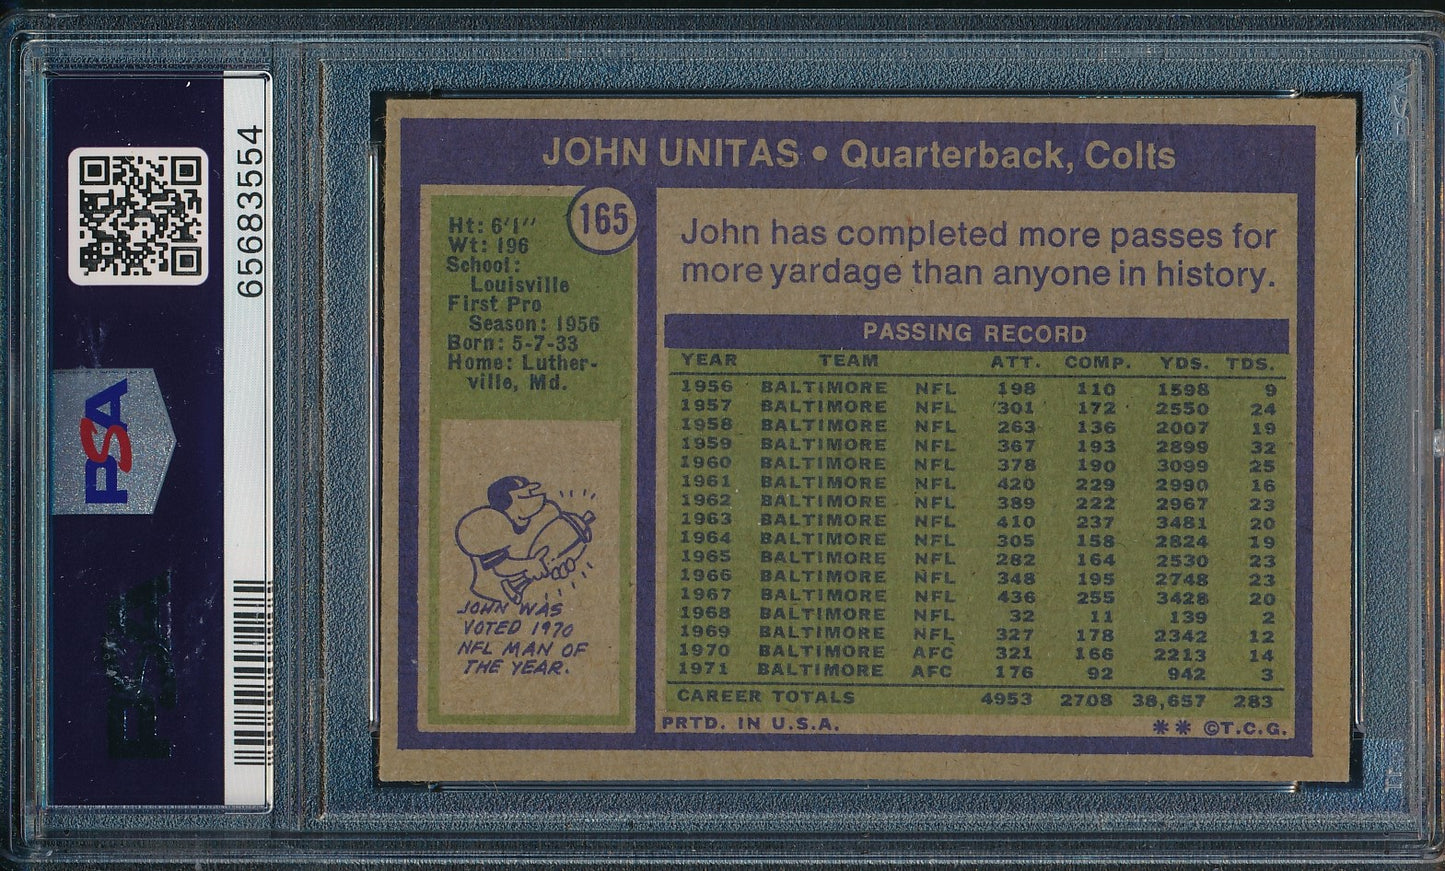 PSA
65683554
JOHN UNITAS • Quarterback, Colts
165
Ht: 6'1"
Wt: 196
School:
Louisville
First Pro
Season: 1956
Born: 5-7-33
Home: Luther-
ville, Md.
JOHN WAS
VOTED 1970
NFL MAN OF
THE YEAR.
John has completed more passes for
more yardage than anyone in history.
PASSING RECORD
YEAR TEAM ATT. COMP. YDS. TDS.
1956 BALTIMORE NFL 198 110 1598 9
1957 BALTIMORE NFL 301 172 2550 24
1958 BALTIMORE NFL 263 136 2007 19
1959 BALTIMORE NFL 367 193 2899 32
1960 BALTIMORE NFL 378 190 3099 25
1961 BALTIMORE NFL 420 229 2990 16
1962 BALTIMORE NFL 389 222 2967 23
1963 BALTIMORE NFL 410 237 3481 20
1964 BALTIMORE NFL 305 158 2824 19
1965 BALTIMORE NFL 282 164 2530 23
1966 BALTIMORE NFL 348 195 2748 23
1967 BALTIMORE NFL 436 255 3428 20
1968 BALTIMORE NFL 32 11 139 2
1969 BALTIMORE NFL 327 178 2342 12
1970 BALTIMORE AFC 321 166 2213 14
1971 BALTIMORE AFC 176 92 942 3
CAREER TOTALS 4953 2708 38,657 283
PRTD. IN U.S.A. ** ©T.C.G.
PSA